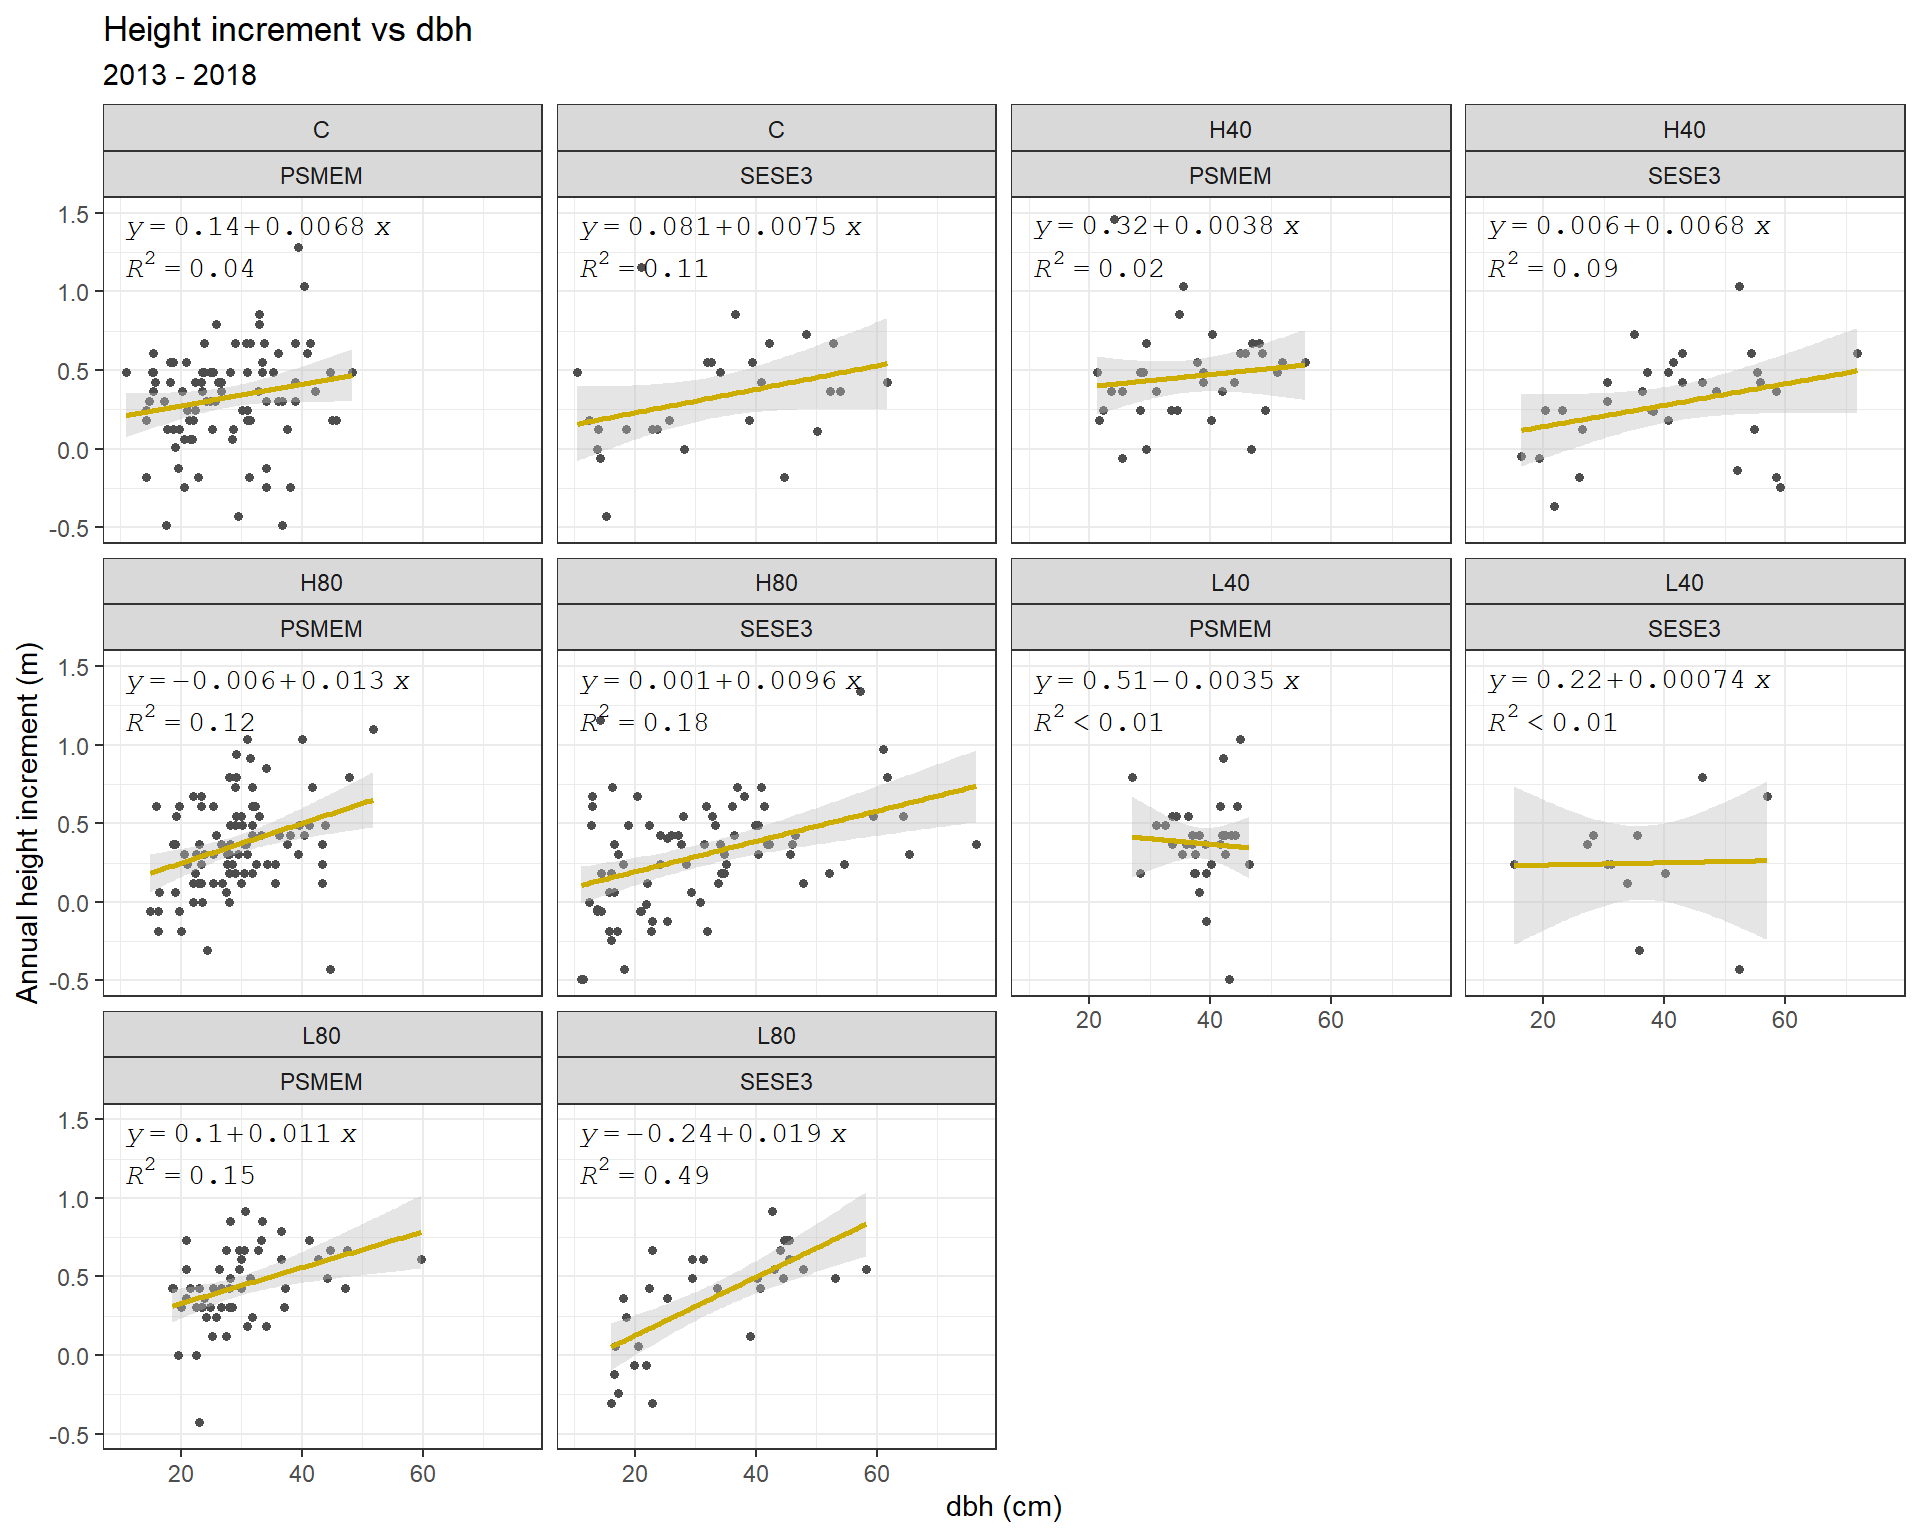 Height increment vs dbh
2013 - 2018
C
C
H40
H40
PSMEM
SESE3
PSMEM
SESE3
y = 0.14+0.0068 x
R² = 0.04
y = 0.081+0.0075 x
R² = 0.11
y = 0.32+0.0038 x
R² = 0.02
y = 0.006+0.0068 x
R² = 0.09
1.5
1.0
0.5
0.0
-0.5
H80
H80
L40
L40
PSMEM
SESE3
PSMEM
SESE3
y = −0.006+0.013 x
R² = 0.12
y = 0.001+0.0096 x
R² = 0.18
y = 0.51−0.0035 x
R² < 0.01
y = 0.22+0.00074 x
R² < 0.01
1.5
1.0
0.5
0.0
-0.5
20 40 60
20 40 60
L80
L80
PSMEM
SESE3
y = 0.1+0.011 x
R² = 0.15
y = −0.24+0.019 x
R² = 0.49
1.5
1.0
0.5
0.0
-0.5
20 40 60
20 40 60
Annual height increment (m)
dbh (cm)